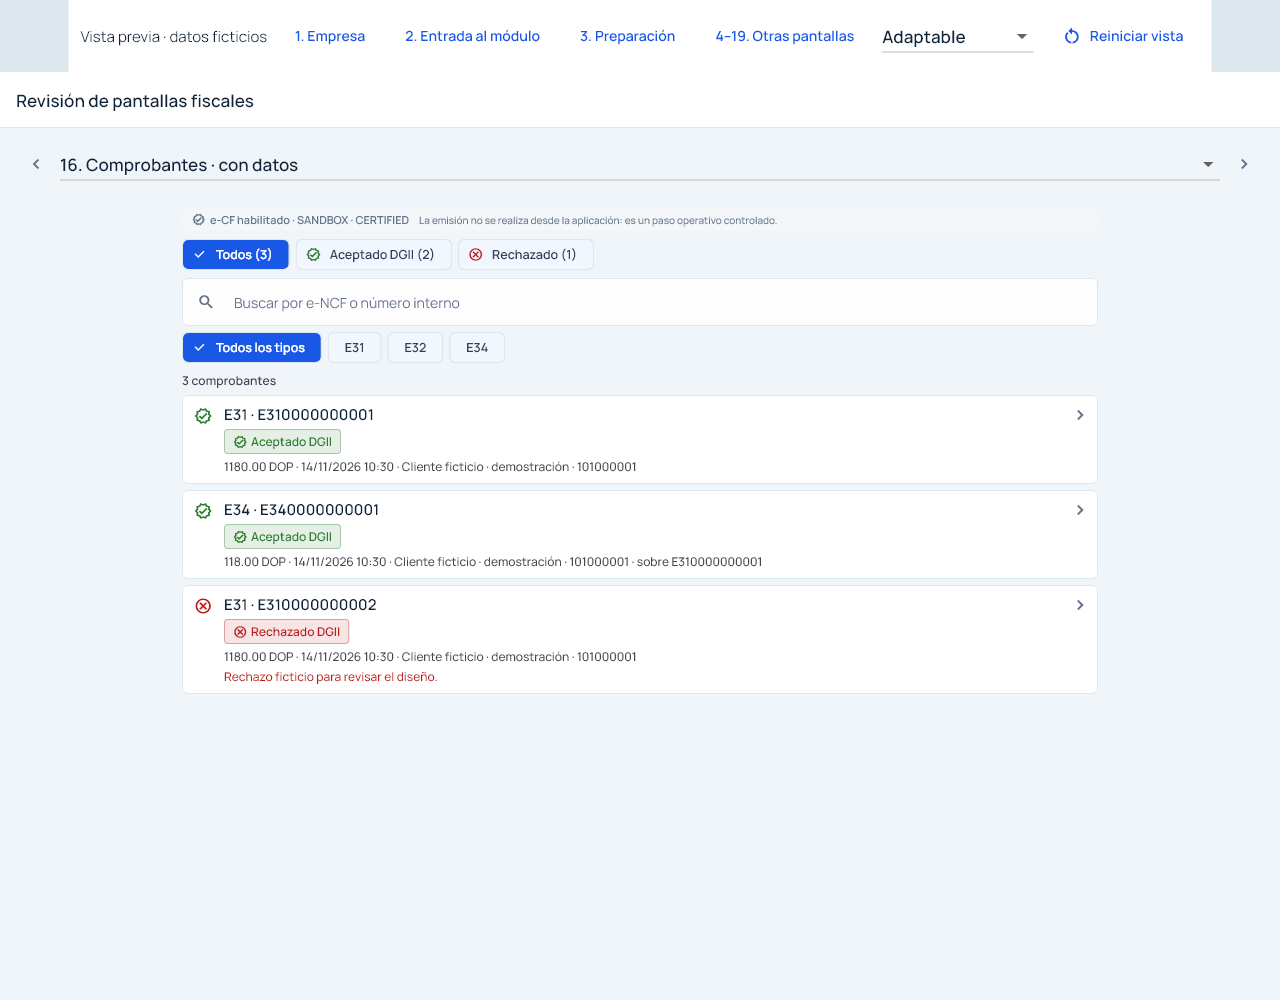 Vista previa · datos ficticios
1. Empresa
2. Entrada al módulo
3. Preparación
4–19. Otras pantallas
Adaptable
Reiniciar vista
Revisión de pantallas fiscales
16. Comprobantes · con datos
e-CF habilitado · SANDBOX · CERTIFIED La emisión no se realiza desde la aplicación: es un paso operativo controlado.
Todos (3)
Aceptado DGII (2)
Rechazado (1)
Buscar por e-NCF o número interno
Todos los tipos
E31
E32
E34
3 comprobantes
E31 · E310000000001
Aceptado DGII
1180.00 DOP · 14/11/2026 10:30 · Cliente ficticio · demostración · 101000001
E34 · E340000000001
Aceptado DGII
118.00 DOP · 14/11/2026 10:30 · Cliente ficticio · demostración · 101000001 · sobre E310000000001
E31 · E310000000002
Rechazado DGII
1180.00 DOP · 14/11/2026 10:30 · Cliente ficticio · demostración · 101000001
Rechazo ficticio para revisar el diseño.